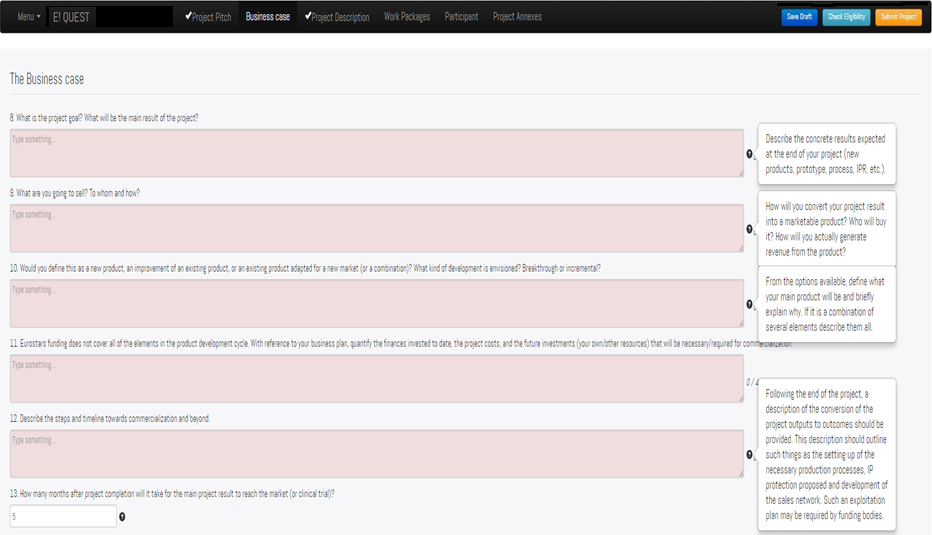 Menu E! QUEST ✔Project Pitch Business case ✔Project Description Work Packages Participant Project Annexes Save Draft Check Eligibility Submit Project
The Business case
8. What is the project goal? What will be the main result of the project?
Type something...
Describe the concrete results expected
at the end of your project (new
products, prototype, process, IPR, etc.).
9. What are you going to sell? To whom and how?
Type something...
How will you convert your project result
into a marketable product? Who will buy
it? How will you actually generate
revenue from the product?
10. Would you define this as a new product, an improvement of an existing product, or an existing product adapted for a new market (or a combination)? What kind of development is envisioned? Breakthrough or incremental?
Type something...
From the options available, define what
your main product will be and briefly
explain why. If it is a combination of
several elements describe them all.
11. Eurostars funding does not cover all of the elements in the product development cycle. With reference to your business plan, quantify the finances invested to date, the project costs, and the future investments (your own/other resources) that will be necessary/required for commercialization.
Type something...
0 / 4
12. Describe the steps and timeline towards commercialization and beyond.
Type something...
Following the end of the project, a
description of the conversion of the
project outputs to outcomes should be
provided. This description should outline
such things as the setting up of the
necessary production processes, IP
protection proposed and development of
the sales network. Such an exploitation
plan may be required by funding bodies.
13. How many months after project completion will it take for the main project result to reach the market (or clinical trial)?
5